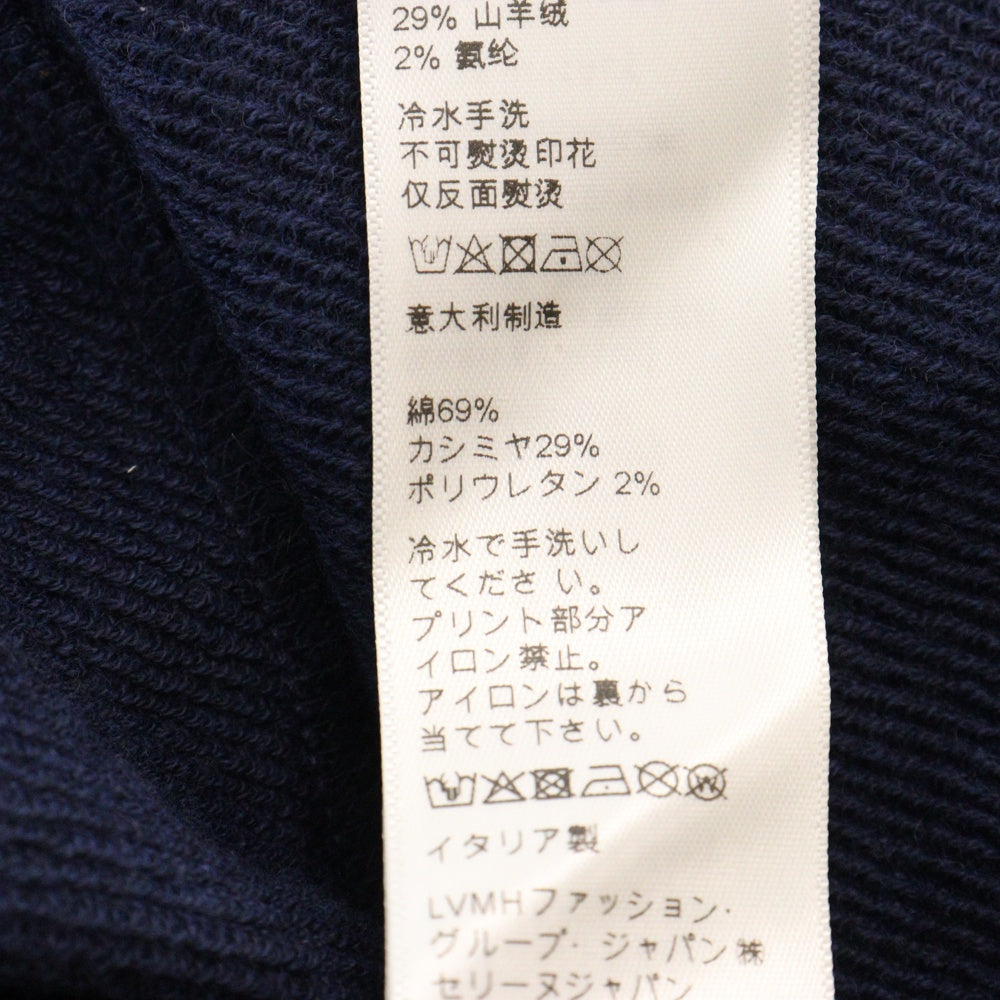 29% 山羊绒
2% 氨纶
冷水手洗
不可熨烫印花
仅反面熨烫
意大利制造
綿69%
カシミヤ29%
ポリウレタン 2%
冷水で手洗いし
てくださ い。
プリント部分ア
イロン禁止。
アイロンは裏から
当てて下さい。
イタリア製
LVMHファッション·
グループ· ジャパン㈱
セリーヌジャパン